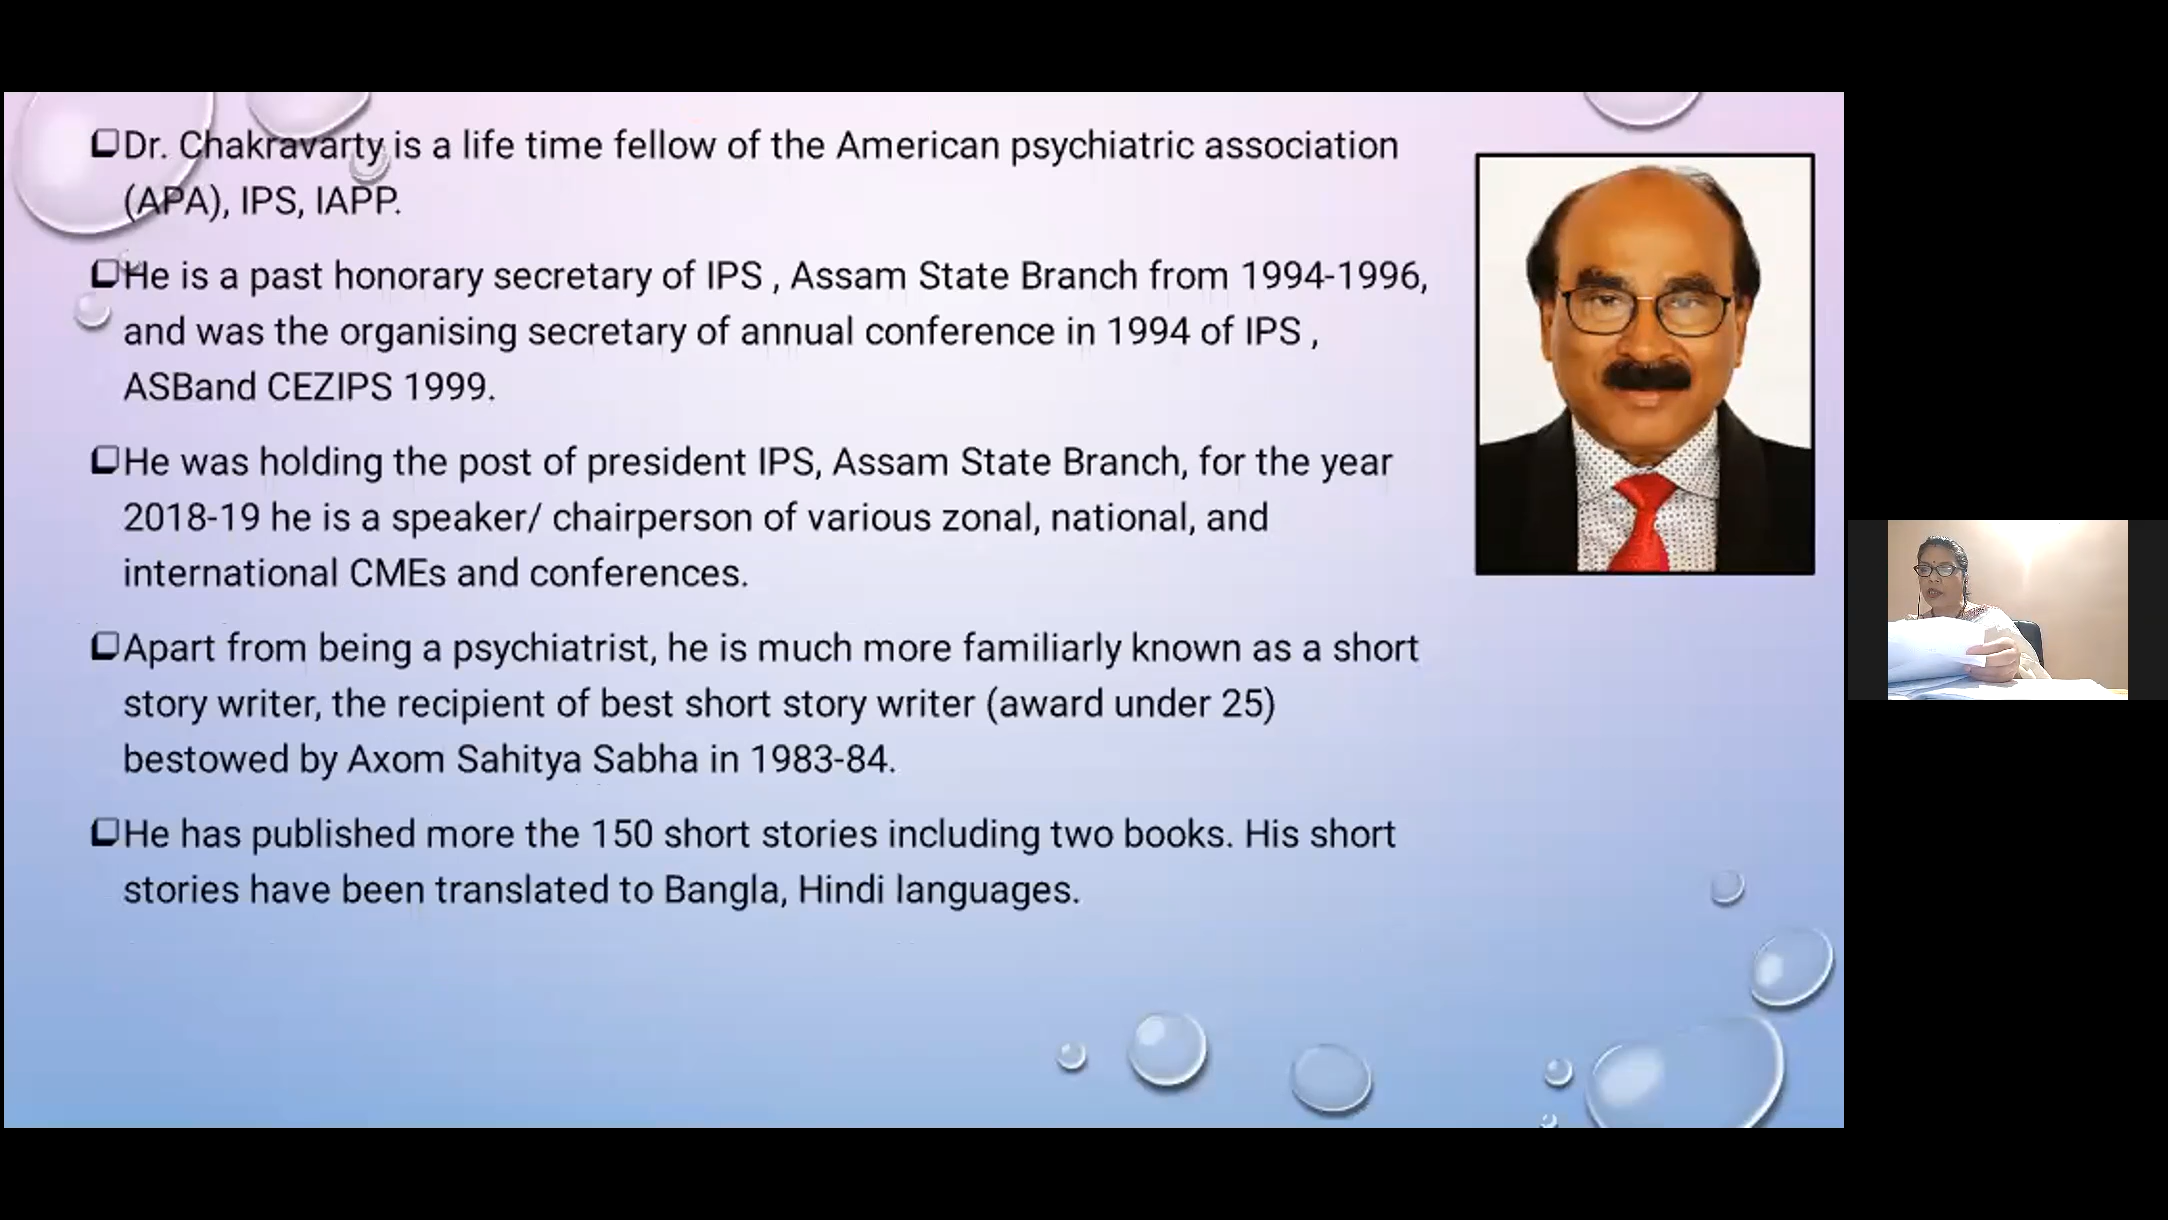 Dr. Chakravarty is a life time fellow of the American psychiatric association
(APA), IPS, IAPP.
He is a past honorary secretary of IPS , Assam State Branch from 1994-1996,
and was the organising secretary of annual conference in 1994 of IPS ,
ASBand CEZIPS 1999.
He was holding the post of president IPS, Assam State Branch, for the year
2018-19 he is a speaker/ chairperson of various zonal, national, and
international CMEs and conferences.
Apart from being a psychiatrist, he is much more familiarly known as a short
story writer, the recipient of best short story writer (award under 25)
bestowed by Axom Sahitya Sabha in 1983-84.
He has published more the 150 short stories including two books. His short
stories have been translated to Bangla, Hindi languages.